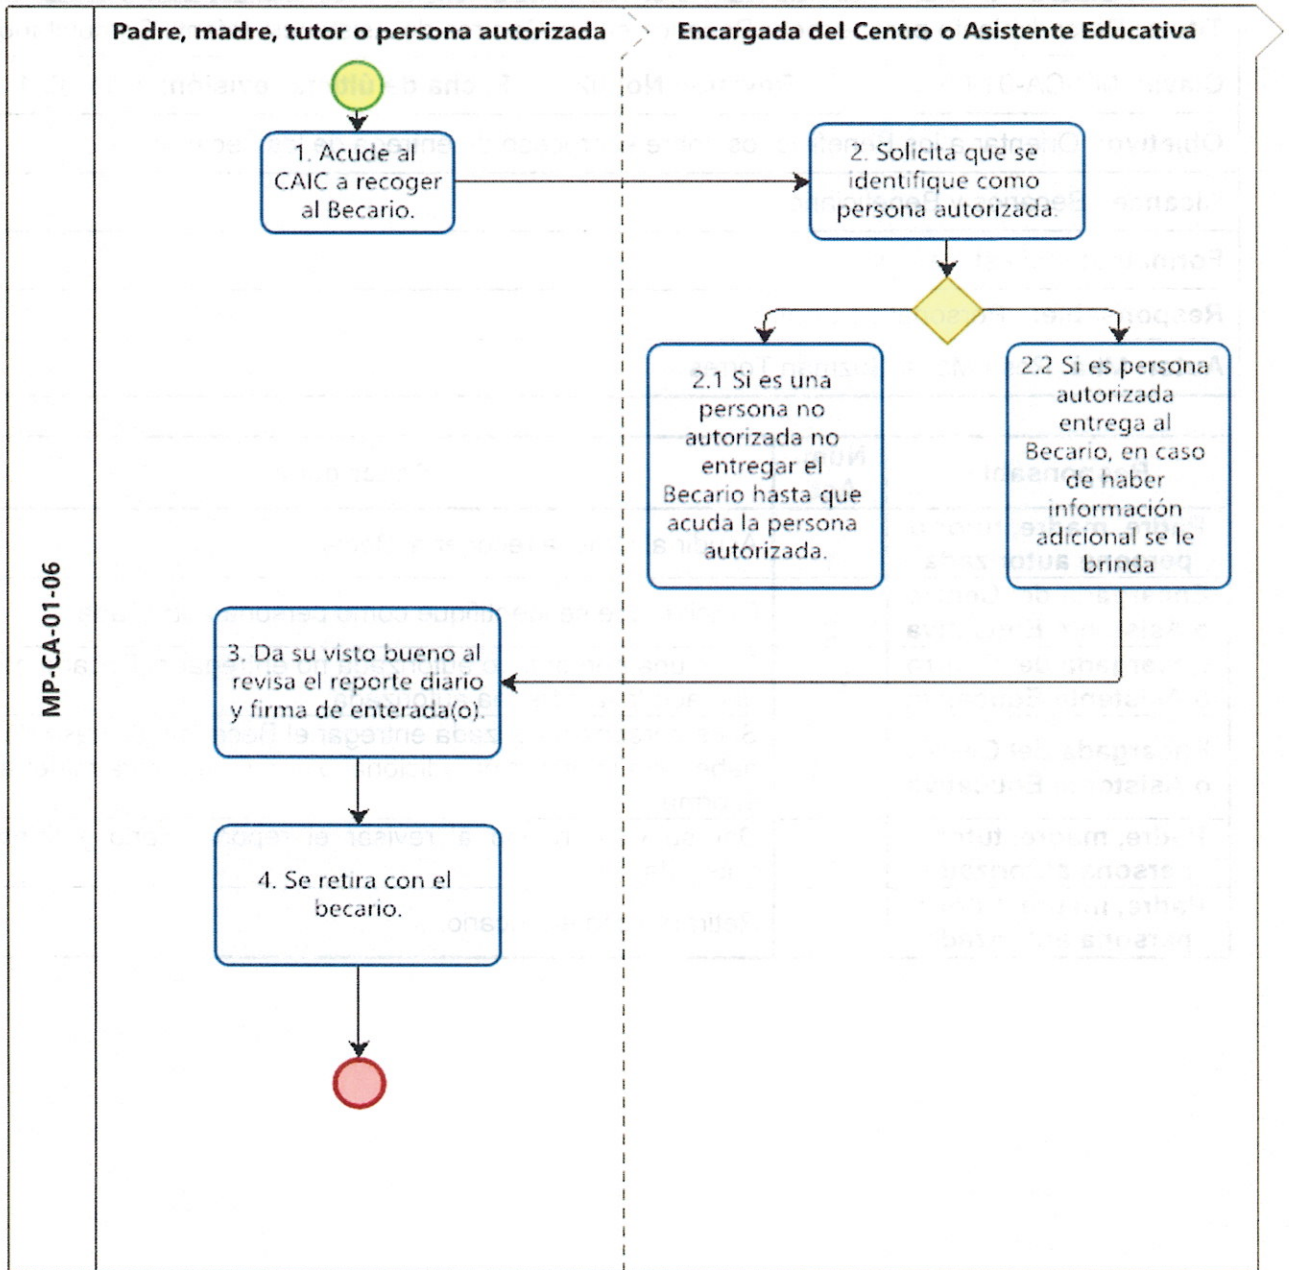 Padre, madre, tutor o persona autorizada
Encargada del Centro o Asistente Educativa
MP-CA-01-06
1. Acude al
CAIC a recoger
al Becario.
2. Solicita que se
identifique como
persona autorizada.
2.1 Si es una
persona no
autorizada no
entregar el
Becario hasta que
acuda la persona
autorizada.
2.2 Si es persona
autorizada
entrega al
Becario, en caso
de haber
información
adicional se le
brinda
3. Da su visto bueno al
revisa el reporte diario
y firma de enterada(o).
4. Se retira con el
becario.